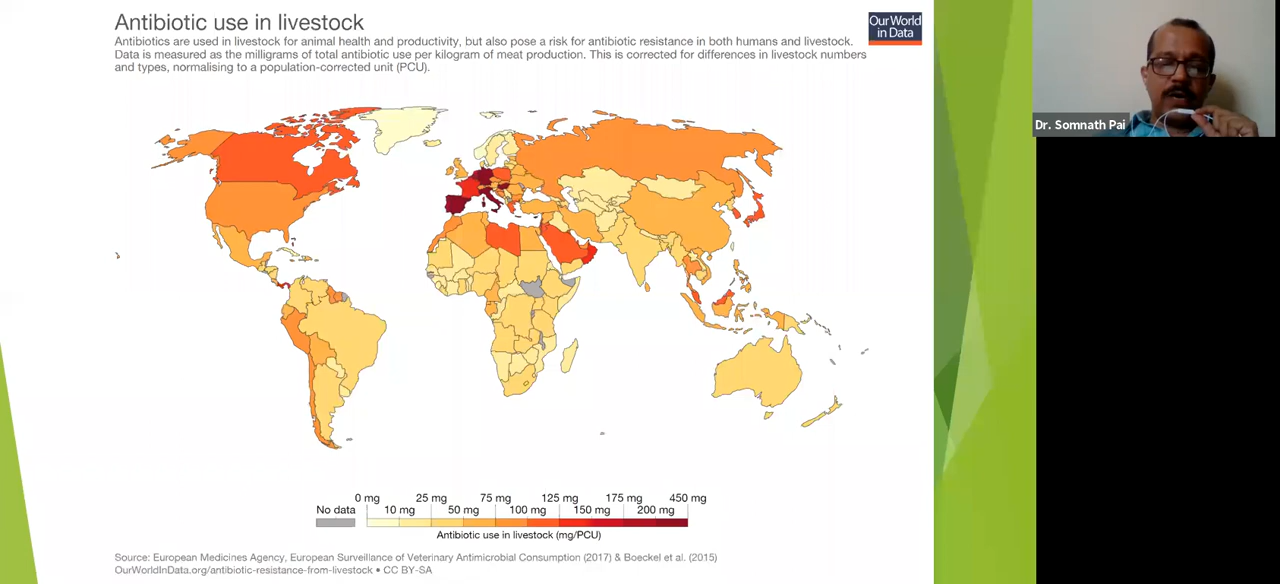 Antibiotic use in livestock
Our World
in Data
Antibiotics are used in livestock for animal health and productivity, but also pose a risk for antibiotic resistance in both humans and livestock.
Data is measured as the milligrams of total antibiotic use per kilogram of meat production. This is corrected for differences in livestock numbers
and types, normalising to a population-corrected unit (PCU).
Dr. Somnath Pai
0 mg 25 mg 75 mg 125 mg 175 mg 450 mg
No data 10 mg 50 mg 100 mg 150 mg 200 mg
Antibiotic use in livestock (mg/PCU)
Source: European Medicines Agency, European Surveillance of Veterinary Antimicrobial Consumption (2017) & Boeckel et al. (2015)
OurWorldInData.org/antibiotic-resistance-from-livestock • CC BY-SA